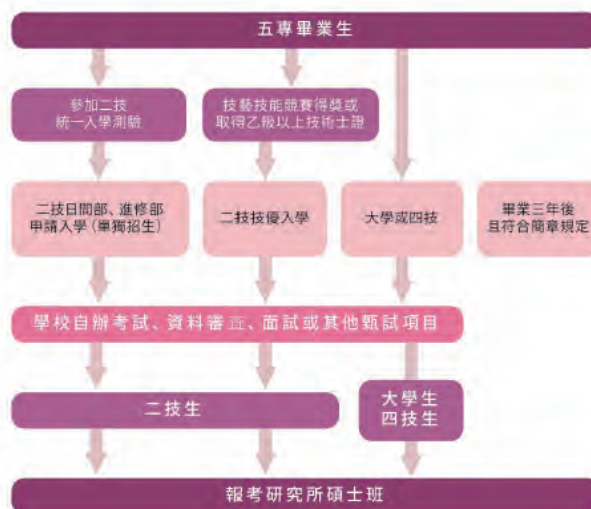 五專畢業生
參加二技
統一入學測驗
技藝技能競賽得獎或
取得乙級以上技術士證
二技日間部、進修部
申請入學(單獨招生)
二技技優入學
大學或四技
畢業三年後
且符合簡章規定
學校自辦考試、資料審查、面試或其他甄試項目
二技生
大學生
四技生
報考研究所碩士班